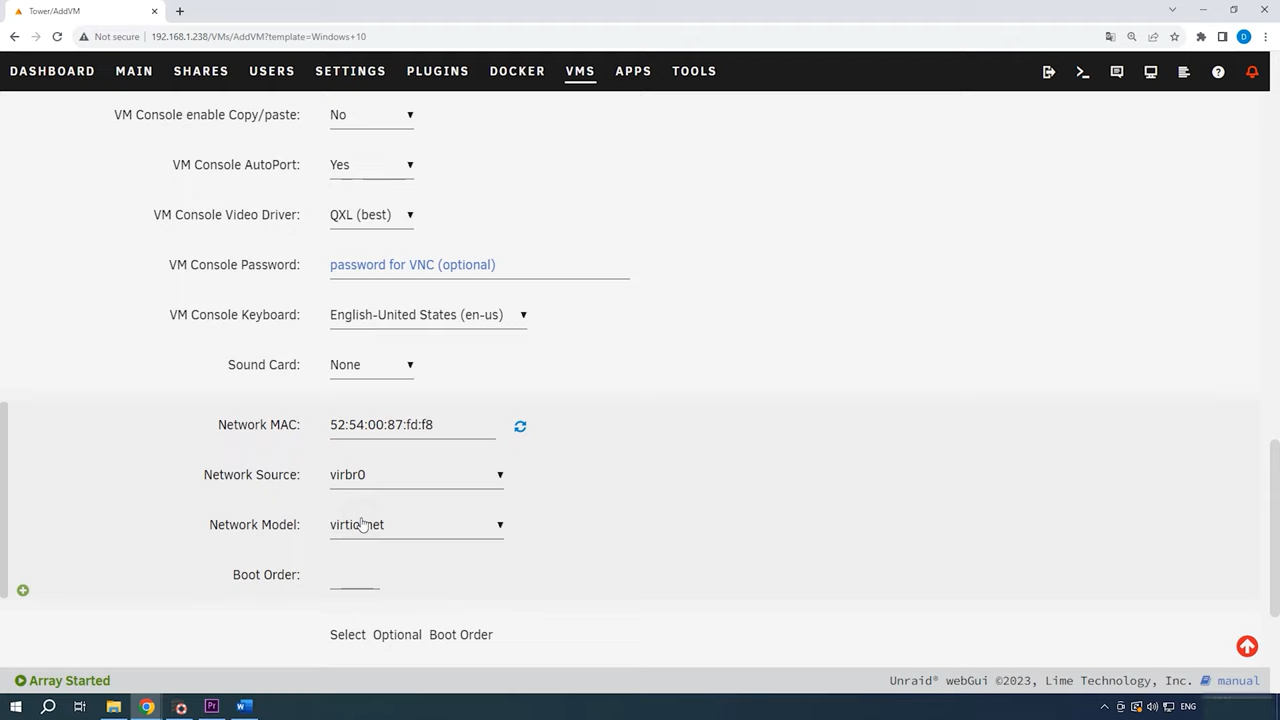 Tower/AddVM
Not secure 192.168.1.238/VMs/AddVM?template=Windows+10
D
DASHBOARD MAIN SHARES USERS SETTINGS PLUGINS DOCKER VMS APPS TOOLS
VM Console enable Copy/paste: No
VM Console AutoPort: Yes
VM Console Video Driver: QXL (best)
VM Console Password: password for VNC (optional)
VM Console Keyboard: English-United States (en-us)
Sound Card: None
Network MAC: 52:54:00:87:fd:f8
Network Source: virbr0
Network Model: virtio-net
Boot Order:
Select Optional Boot Order
Array Started Unraid® webGui ©2023, Lime Technology, Inc. manual
ENG